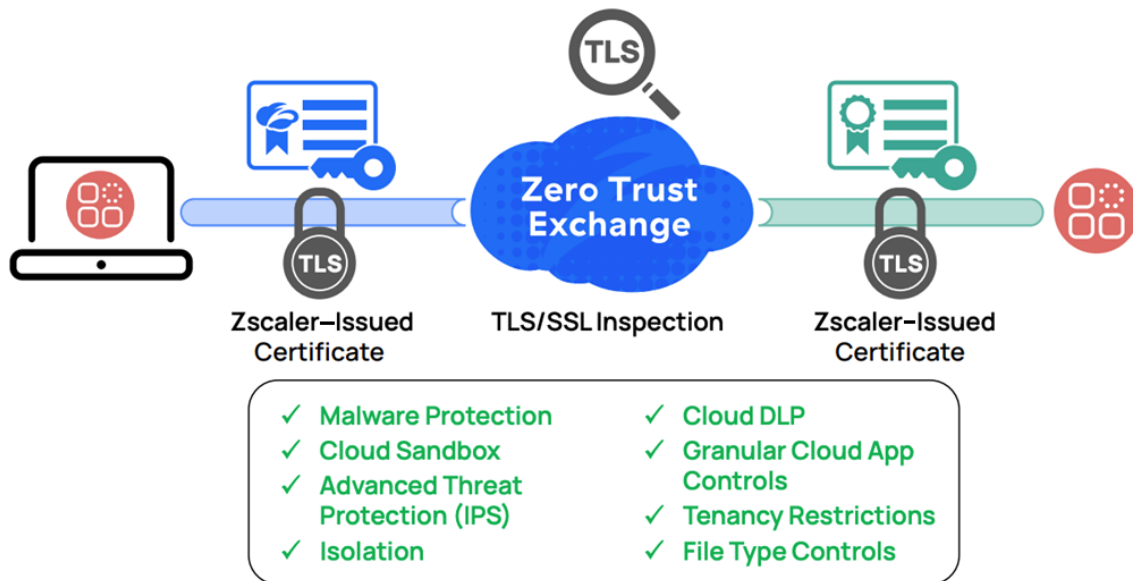 TLS
Zero Trust
Exchange
TLS
TLS
Zscaler–Issued
Certificate
TLS/SSL Inspection
Zscaler–Issued
Certificate
✓ Malware Protection
✓ Cloud Sandbox
✓ Advanced Threat
Protection (IPS)
✓ Isolation
✓ Cloud DLP
✓ Granular Cloud App
Controls
✓ Tenancy Restrictions
✓ File Type Controls